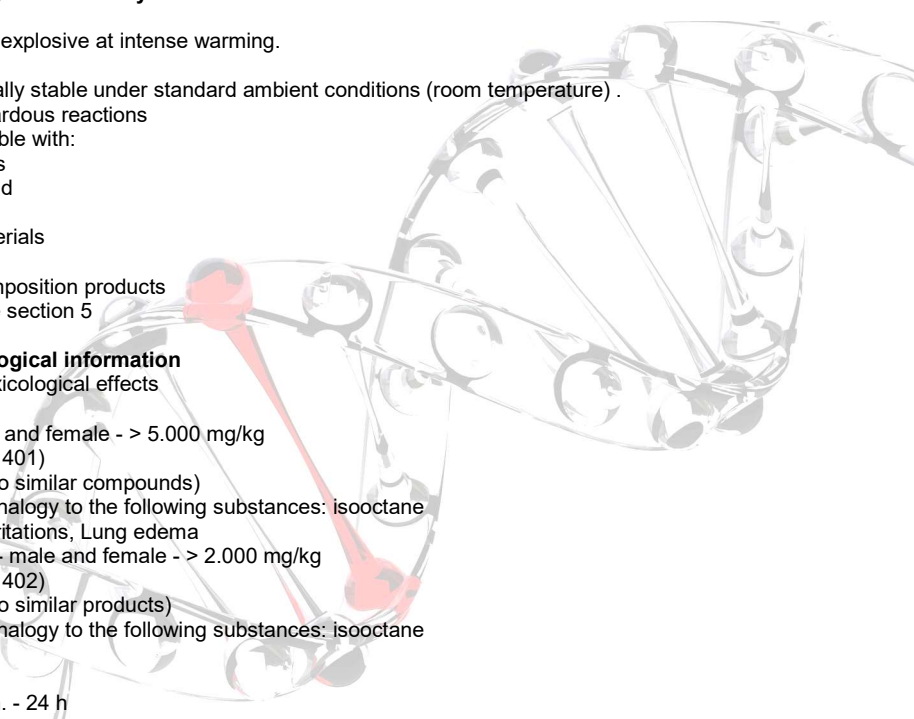 explosive at intense warming.
ally stable under standard ambient conditions (room temperature) .
ardous reactions
ble with:
s
d
erials
mposition products
section 5
ogical information
xicological effects
and female - > 5.000 mg/kg
401)
o similar compounds)
nalogy to the following substances: isooctane
ritations, Lung edema
- male and female - > 2.000 mg/kg
402)
o similar products)
nalogy to the following substances: isooctane
. - 24 h